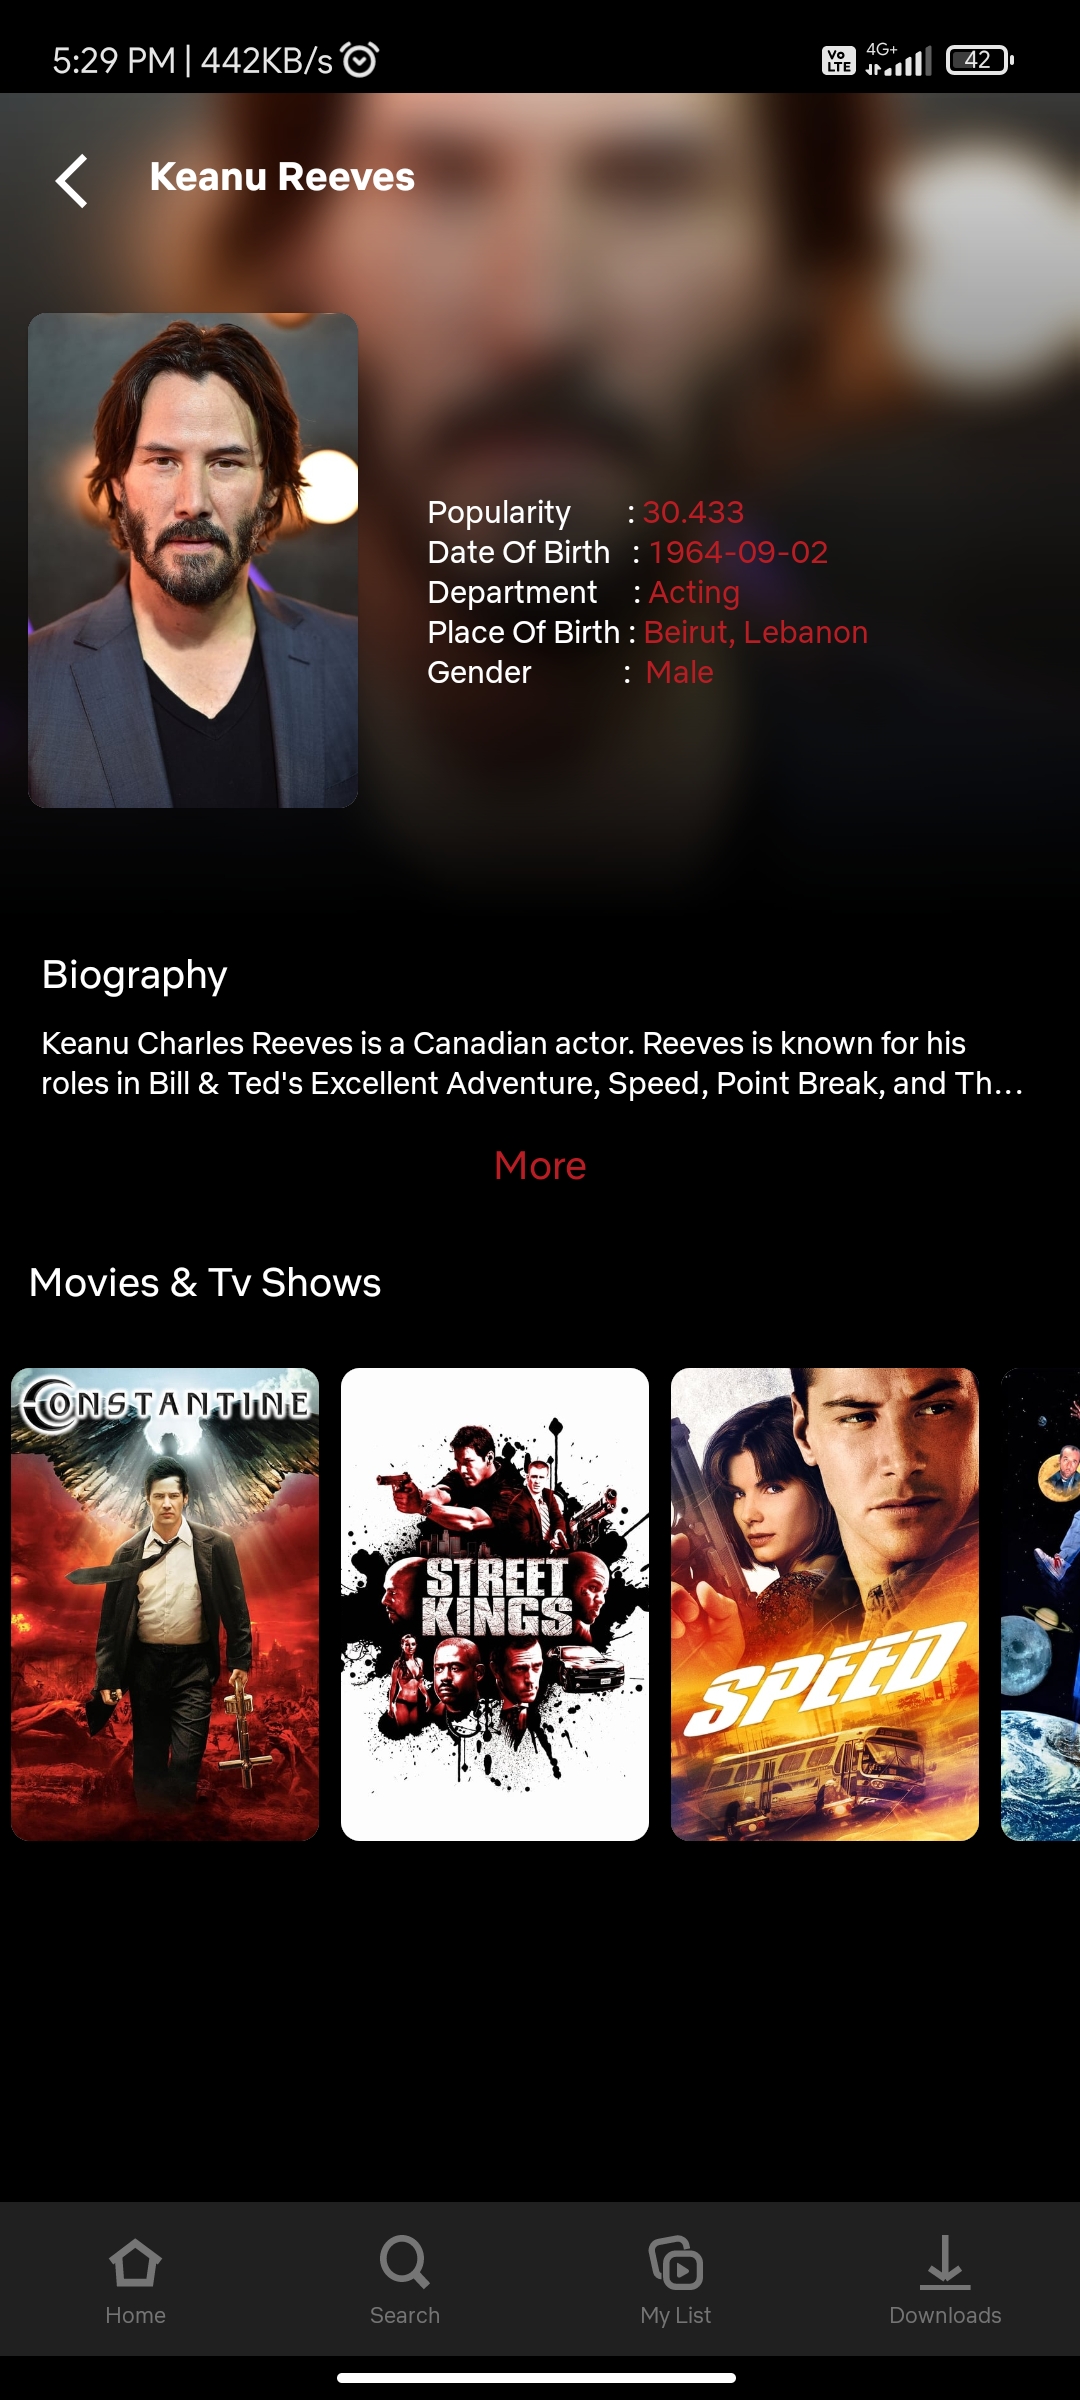 5:29 PM | 442KB/s
Vo LTE
4G+
42
Keanu Reeves
Popularity : 30.433
Date Of Birth : 1964-09-02
Department : Acting
Place Of Birth : Beirut, Lebanon
Gender : Male
Biography
Keanu Charles Reeves is a Canadian actor. Reeves is known for his
roles in Bill & Ted's Excellent Adventure, Speed, Point Break, and Th...
More
Movies & Tv Shows
CONSTANTINE
STREET
KINGS
SPEED
Home
Search
My List
Downloads